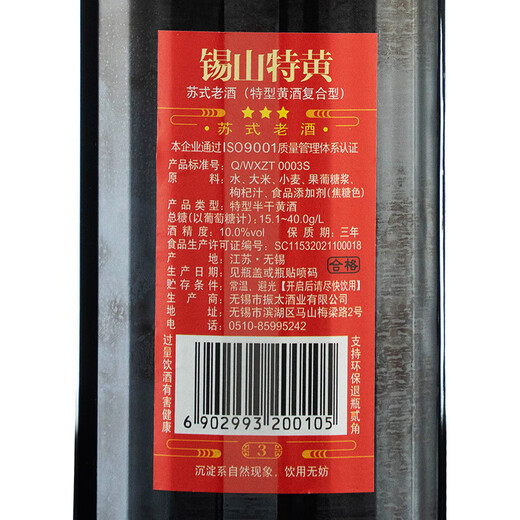 锡山特黄
苏式老酒（特型黄酒复合型）
苏式老酒
本企业通过ISO9001质量管理体系认证
产品标准号：Q/WXZT 0003S
原料：水、大米、小麦、果葡糖浆、
枸杞汁、食品添加剂(焦糖色)
产品类型：特型半干黄酒
总糖(以葡萄糖计)：15.1~40.0g/L
酒精度：10.0%vol 保质期：三年
食品生产许可证编号：SC11532021100018
产地：江苏·无锡
合格
生产日期：见瓶盖或瓶贴喷码
贮存条件：常温、避光【开启后请尽快饮用】
生产企业：无锡市振太酒业有限公司
地址：无锡市滨湖区马山梅梁路2号
电话：0510-85995242
过量饮酒有害健康
支持环保退瓶贰角
6 902993 200105
3
沉淀系自然现象，饮用无妨